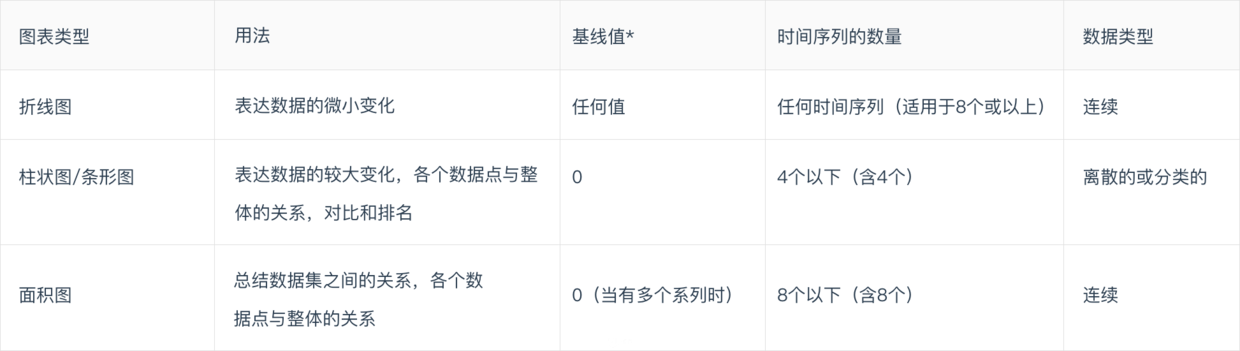 图表类型
用法
基线值*
时间序列的数量
数据类型
折线图
表达数据的微小变化
任何值
任何时间序列（适用于8个或以上）
连续
柱状图/条形图
表达数据的较大变化，各个数据点与整
体的关系，对比和排名
0
4个以下（含4个）
离散的或分类的
面积图
总结数据集之间的关系，各个数
据点与整体的关系
0（当有多个系列时）
8个以下（含8个）
连续